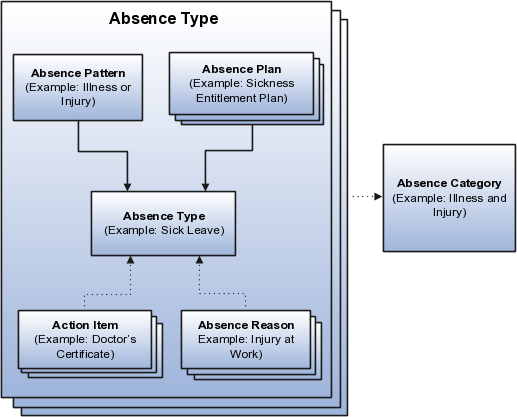 Absence Type
Absence Pattern
(Example: Illness or
Injury)
Absence Plan
(Example: Sickness
Entitlement Plan)
Absence Type
(Example: Sick Leave)
Absence Category
(Example: Illness and
Injury)
Action Item
(Example: Doctor's
Certificate)
Absence Reason
Example: Injury at
Work)